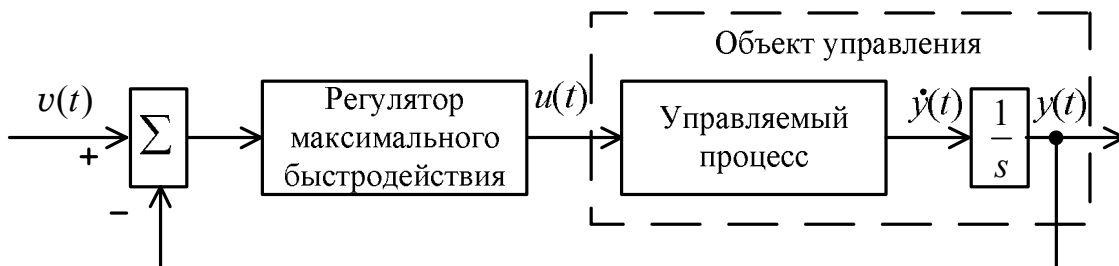 Объект управления
v(t)
+
−
Σ
Регулятор
максимального
быстродействия
u(t)
Управляемый
процесс
ẏ(t)
1
s
y(t)